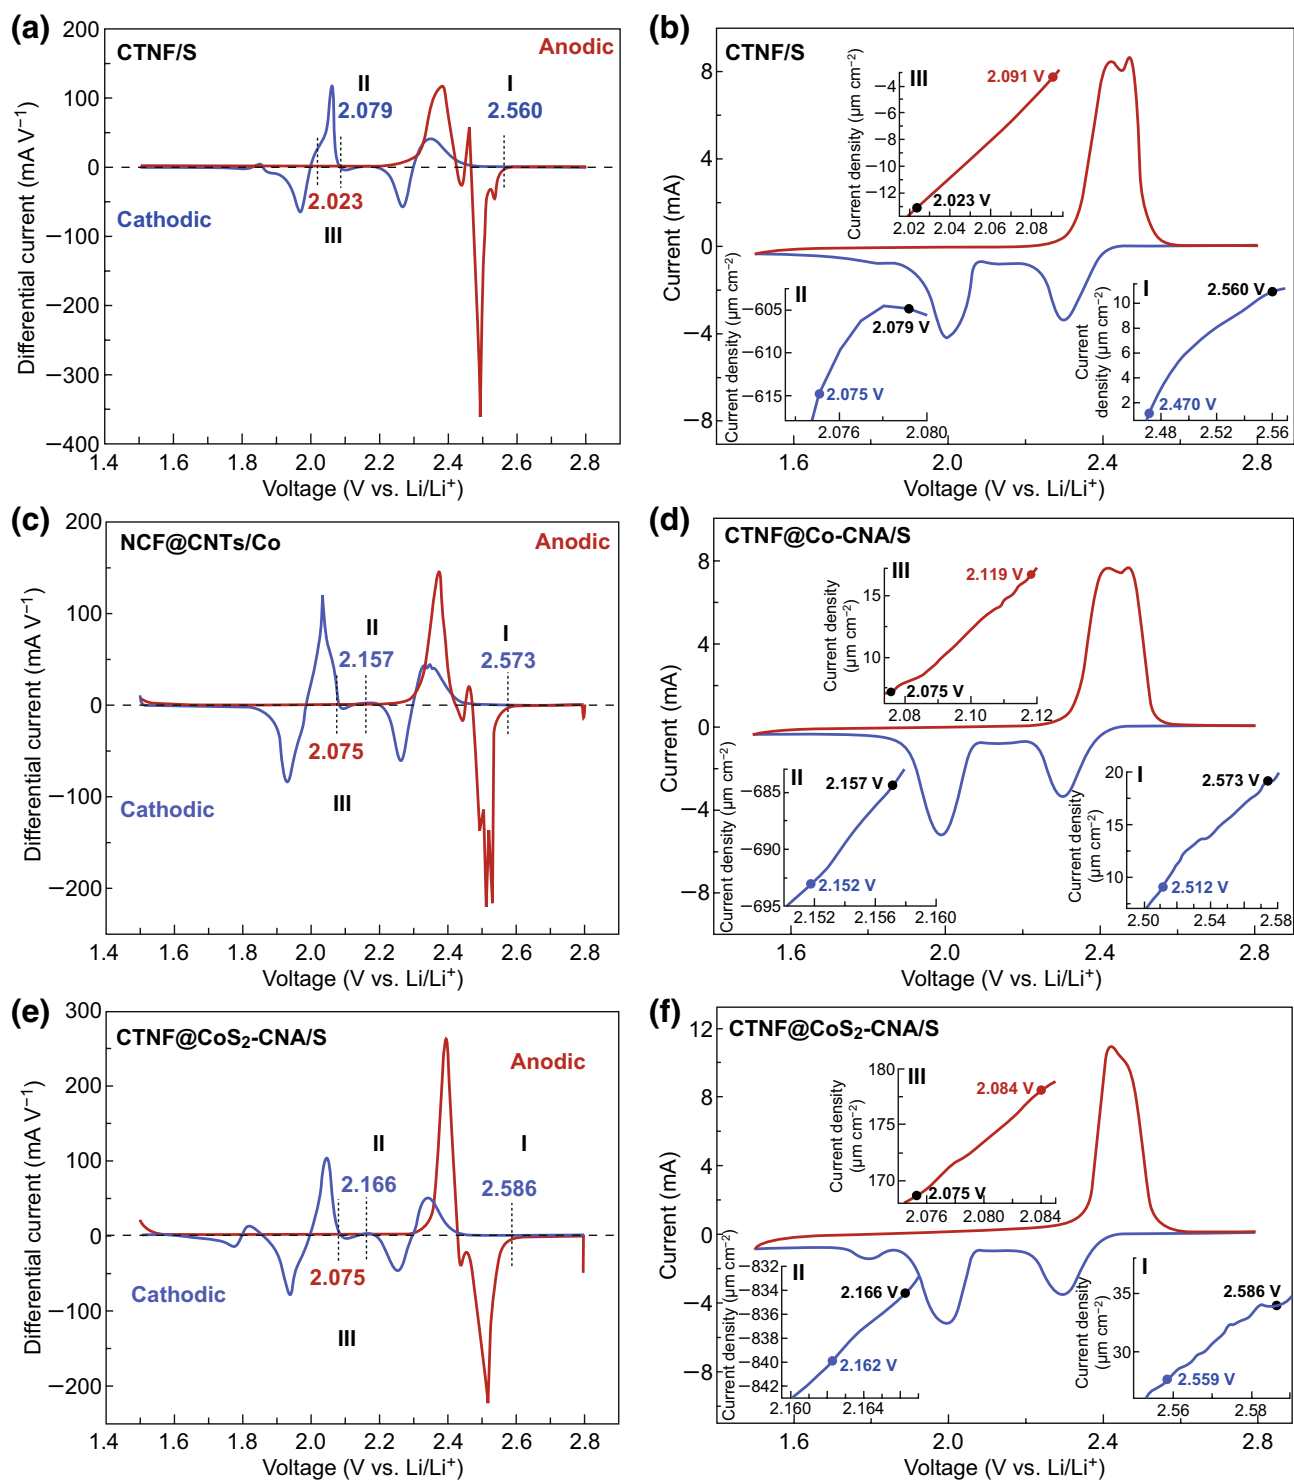 (a)
CTNF/S
Anodic
Cathodic
I
II
III
2.560
2.079
2.023
200
100
0
−100
−200
−300
−400
1.4 1.6 1.8 2.0 2.2 2.4 2.6 2.8
Differential current (mA V−1)
Voltage (V vs. Li/Li+)
(b)
CTNF/S
8
4
0
−4
−8
1.6 2.0 2.4 2.8
Current (mA)
Voltage (V vs. Li/Li+)
III
2.091 V
2.023 V
−4
−6
−8
−10
−12
2.02 2.04 2.06 2.08
Current density (µm cm−2)
II
2.079 V
2.075 V
−605
−610
−615
2.076 2.080
Current density (µm cm−2)
I
2.560 V
2.470 V
10
8
6
4
2
2.48 2.52 2.56
Current
density (µm cm−2)
(c)
NCF@CNTs/Co
Anodic
Cathodic
I
II
III
2.573
2.157
2.075
200
100
0
−100
−200
1.4 1.6 1.8 2.0 2.2 2.4 2.6 2.8
Differential current (mA V−1)
Voltage (V vs. Li/Li+)
(d)
CTNF@Co-CNA/S
8
4
0
−4
−8
1.6 2.0 2.4 2.8
Current (mA)
Voltage (V vs. Li/Li+)
III
2.119 V
2.075 V
15
10
2.08 2.10 2.12
Current density
(µm cm−2)
II
2.157 V
2.152 V
−685
−690
−695
2.152 2.156 2.160
Current density (µm cm−2)
I
2.573 V
2.512 V
20
15
10
2.50 2.54 2.58
Current density
(µm cm−2)
(e)
CTNF@CoS2-CNA/S
Anodic
Cathodic
I
II
III
2.586
2.166
2.075
300
200
100
0
−100
−200
1.4 1.6 1.8 2.0 2.2 2.4 2.6 2.8
Differential current (mA V−1)
Voltage (V vs. Li/Li+)
(f)
CTNF@CoS2-CNA/S
12
8
4
0
−4
−8
1.6 2.0 2.4 2.8
Current (mA)
Voltage (V vs. Li/Li+)
III
2.084 V
2.075 V
180
175
170
2.076 2.080 2.084
Current density
(µm cm−2)
II
2.166 V
2.162 V
−832
−834
−836
−838
−840
−842
2.160 2.164
Current density (µm cm−2)
I
2.586 V
2.559 V
35
30
2.56 2.58
Current density
(µm cm−2)